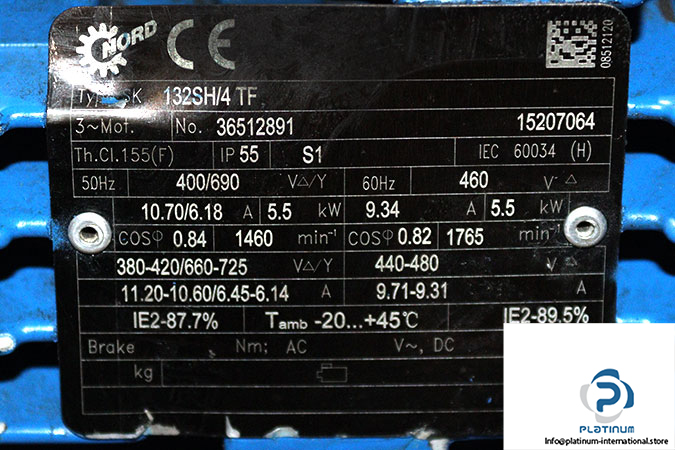 NORD CE
08512120
Typ SK 132SH/4 TF
3~Mot. No. 36512891 15207064
Th.Cl.155(F) IP 55 S1 IEC 60034 (H)
50Hz 400/690 V△/Y 60Hz 460 V △
10.70/6.18 A 5.5 kW 9.34 A 5.5 kW
COSφ 0.84 1460 min⁻¹ COSφ 0.82 1765 min⁻¹
380-420/660-725 V△/Y 440-480 V △
11.20-10.60/6.45-6.14 A 9.71-9.31 A
IE2-87.7% Tamb -20...+45℃ IE2-89.5%
Brake Nm; AC V~, DC
kg
PLATINUM
info@platinum-international.store